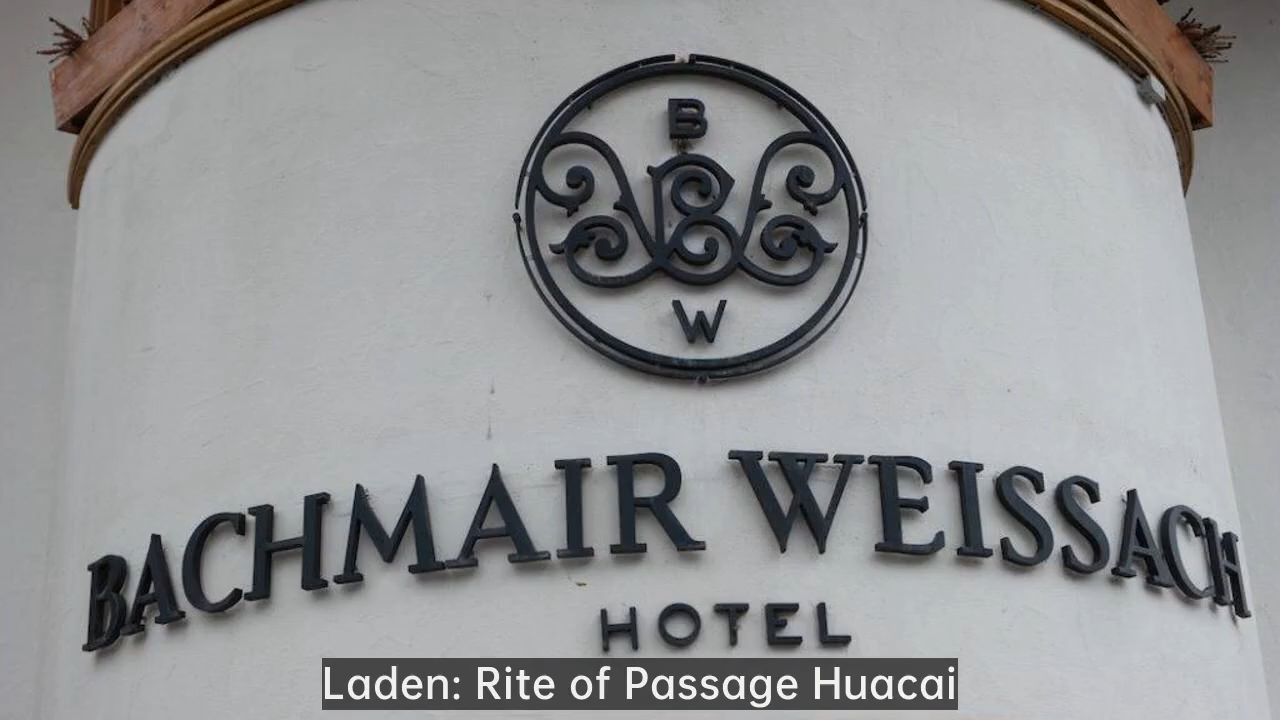 B
B
W
BACHMAIR WEISSACH
HOTEL
Laden: Rite of Passage Huacai